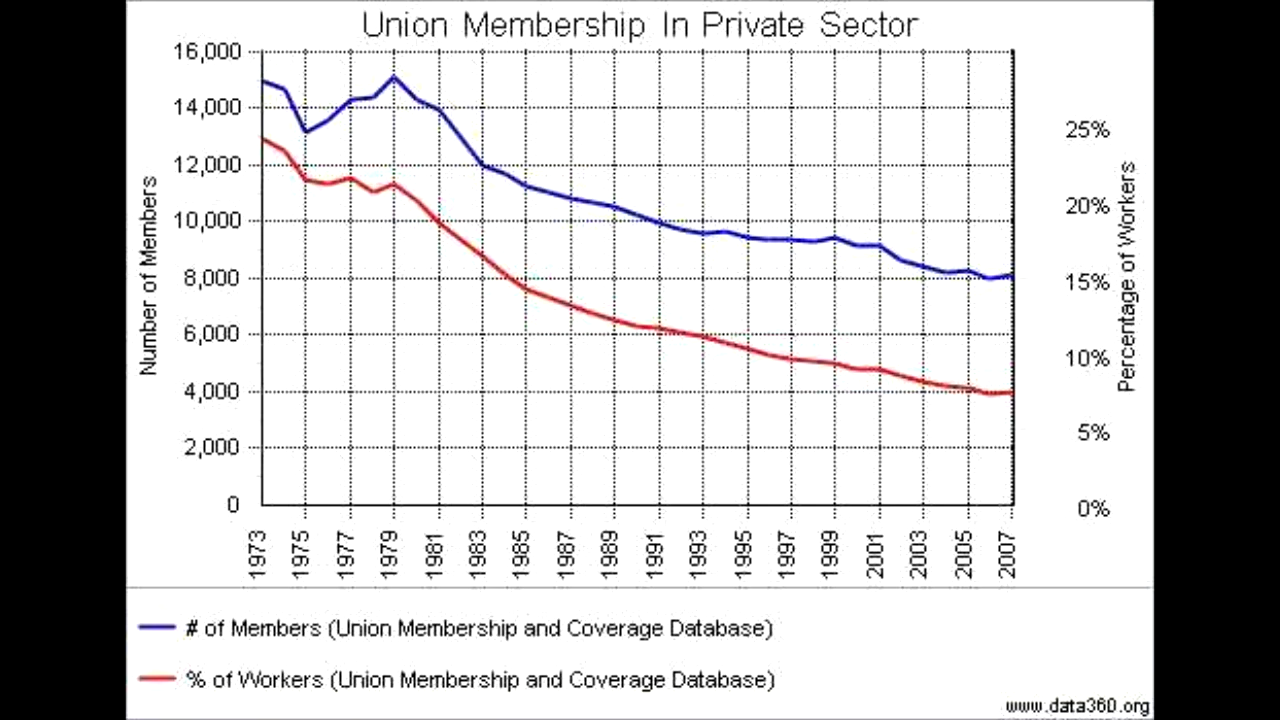 Union Membership In Private Sector
16,000
14,000
12,000
10,000
8,000
6,000
4,000
2,000
0
Number of Members
25%
20%
15%
10%
5%
0%
Percentage of Workers
1973 1975 1977 1979 1981 1983 1985 1987 1989 1991 1993 1995 1997 1999 2001 2003 2005 2007
# of Members (Union Membership and Coverage Database)
% of Workers (Union Membership and Coverage Database)
www.data360.org